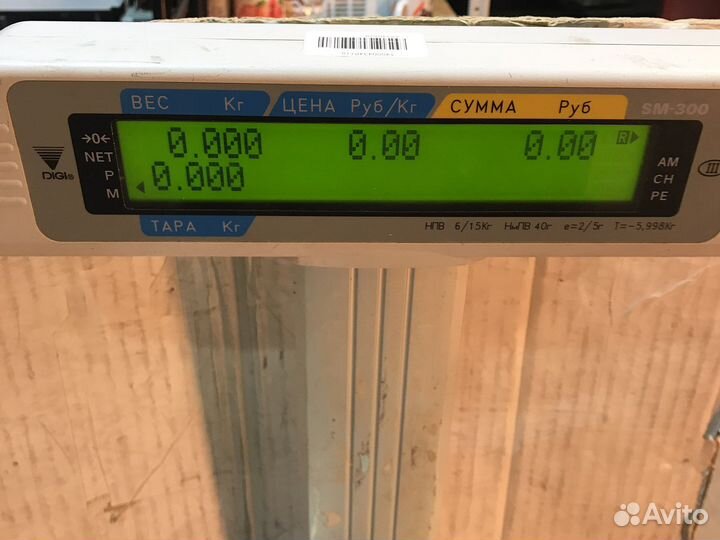 ВЕС Кг ЦЕНА Руб/Кг СУММА Руб SM-300
→0← 0.000 0.00 0.00 R
NET 0.000 AM
DIGI® P CH
M PE
III
ТАРА Кг НПВ 6/15Кг НмПВ 40г e=2/5г T=-5,998Кг
Avito